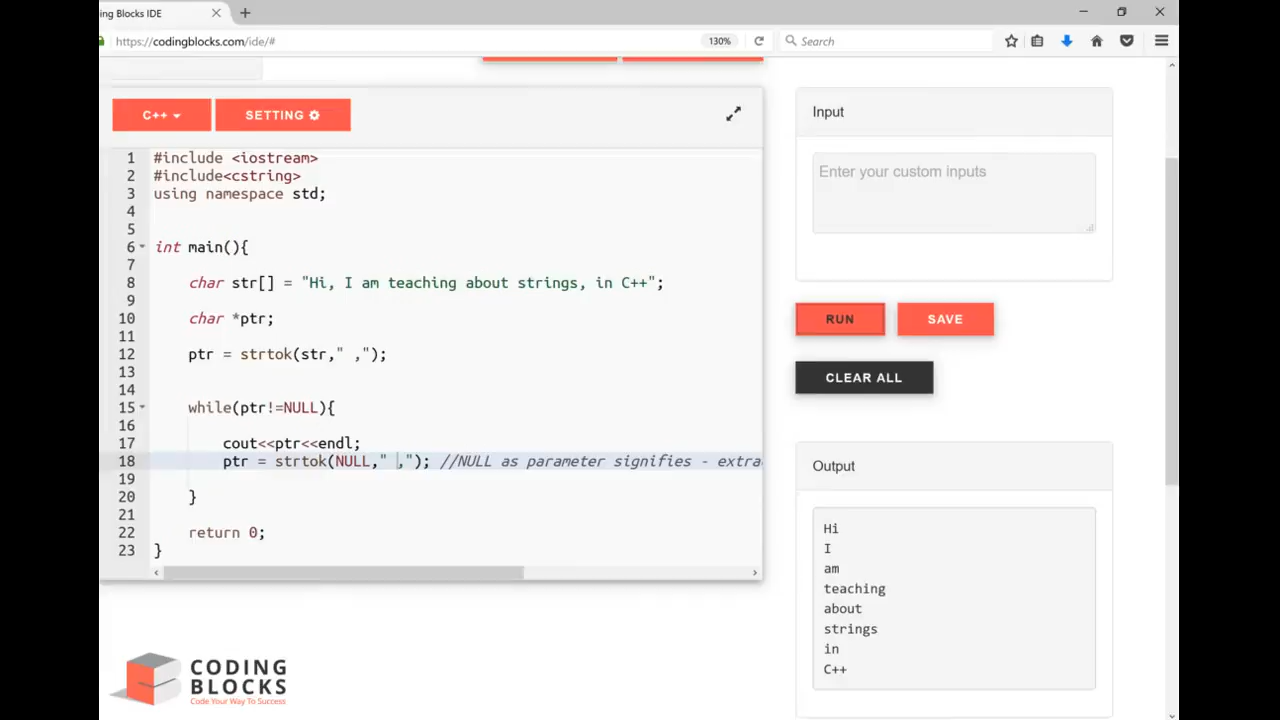 ding Blocks IDE
https://codingblocks.com/ide/#
130%
Search
C++
SETTING
1 #include <iostream>
2 #include<cstring>
3 using namespace std;
4
5
6 int main(){
7
8 char str[] = "Hi, I am teaching about strings, in C++";
9
10 char *ptr;
11
12 ptr = strtok(str," ,");
13
14
15 while(ptr!=NULL){
16
17 cout<<ptr<<endl;
18 ptr = strtok(NULL," ,"); //NULL as parameter signifies - extra
19
20 }
21
22 return 0;
23 }
Input
Enter your custom inputs
RUN SAVE
CLEAR ALL
Output
Hi
I
am
teaching
about
strings
in
C++
CODING
BLOCKS
Code Your Way To Success